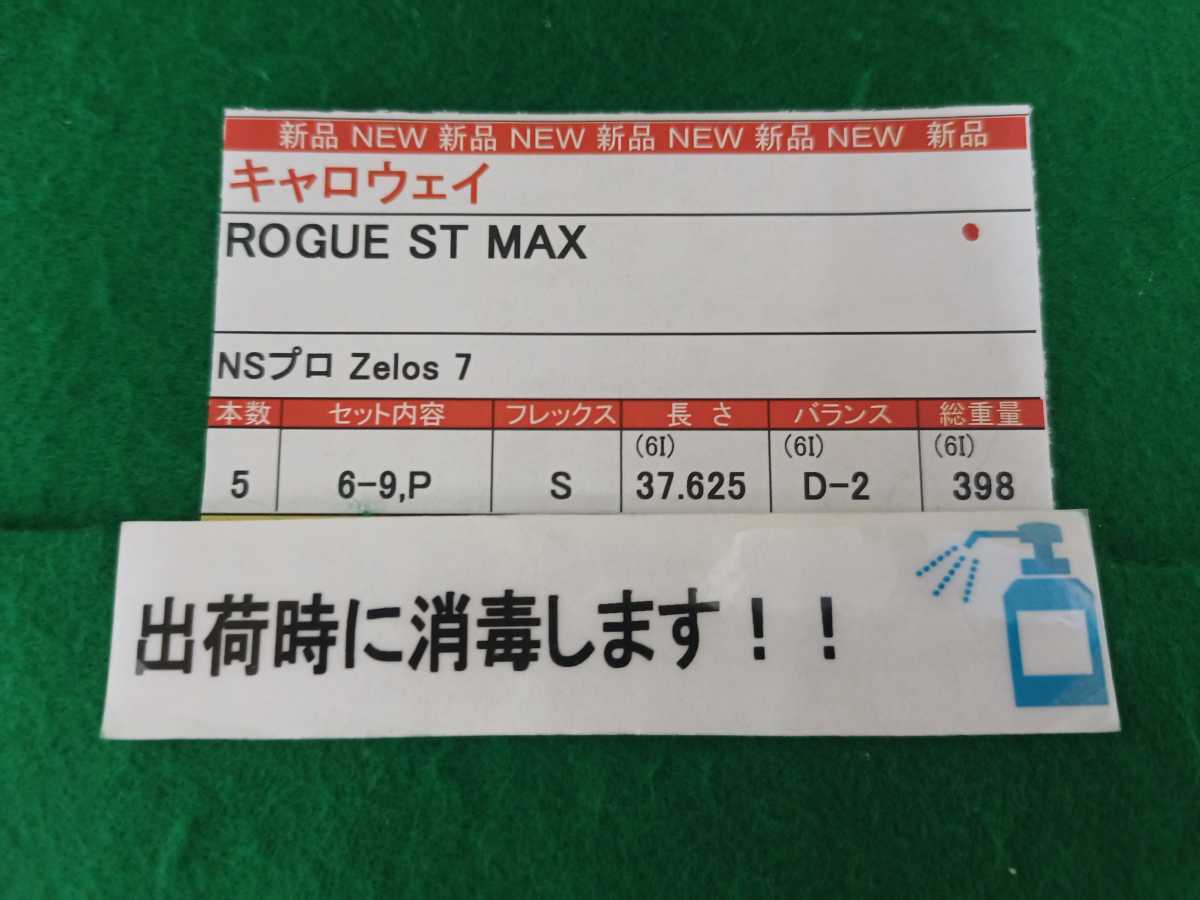 新品 NEW 新品 NEW 新品 NEW 新品 NEW 新品
キャロウェイ
ROGUE ST MAX
NSプロ Zelos 7
本数 セット内容 フレックス 長さ バランス 総重量
(6I) (6I) (6I)
5 6-9,P S 37.625 D-2 398
出荷時に消毒します！！